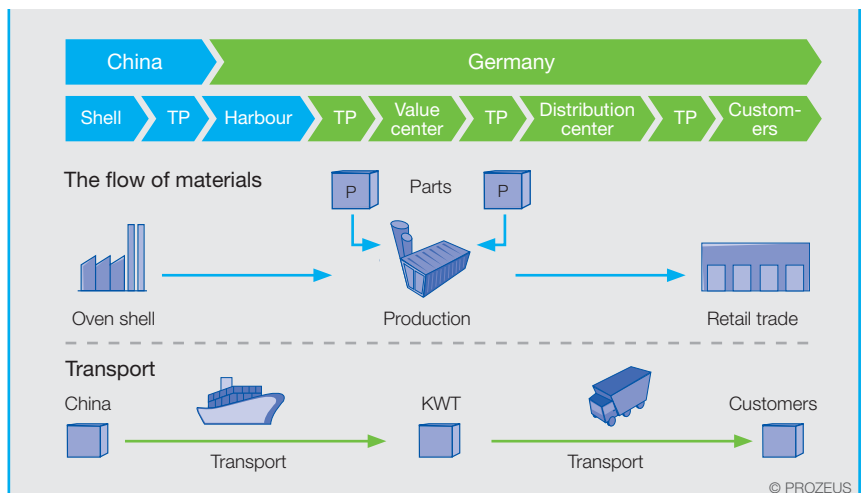 China
Germany
Shell
TP
Harbour
TP
Value
center
TP
Distribution
center
TP
Custom-
ers
The flow of materials
P
Parts
P
Oven shell
Production
Retail trade
Transport
China
KWT
Customers
Transport
Transport
© PROZEUS